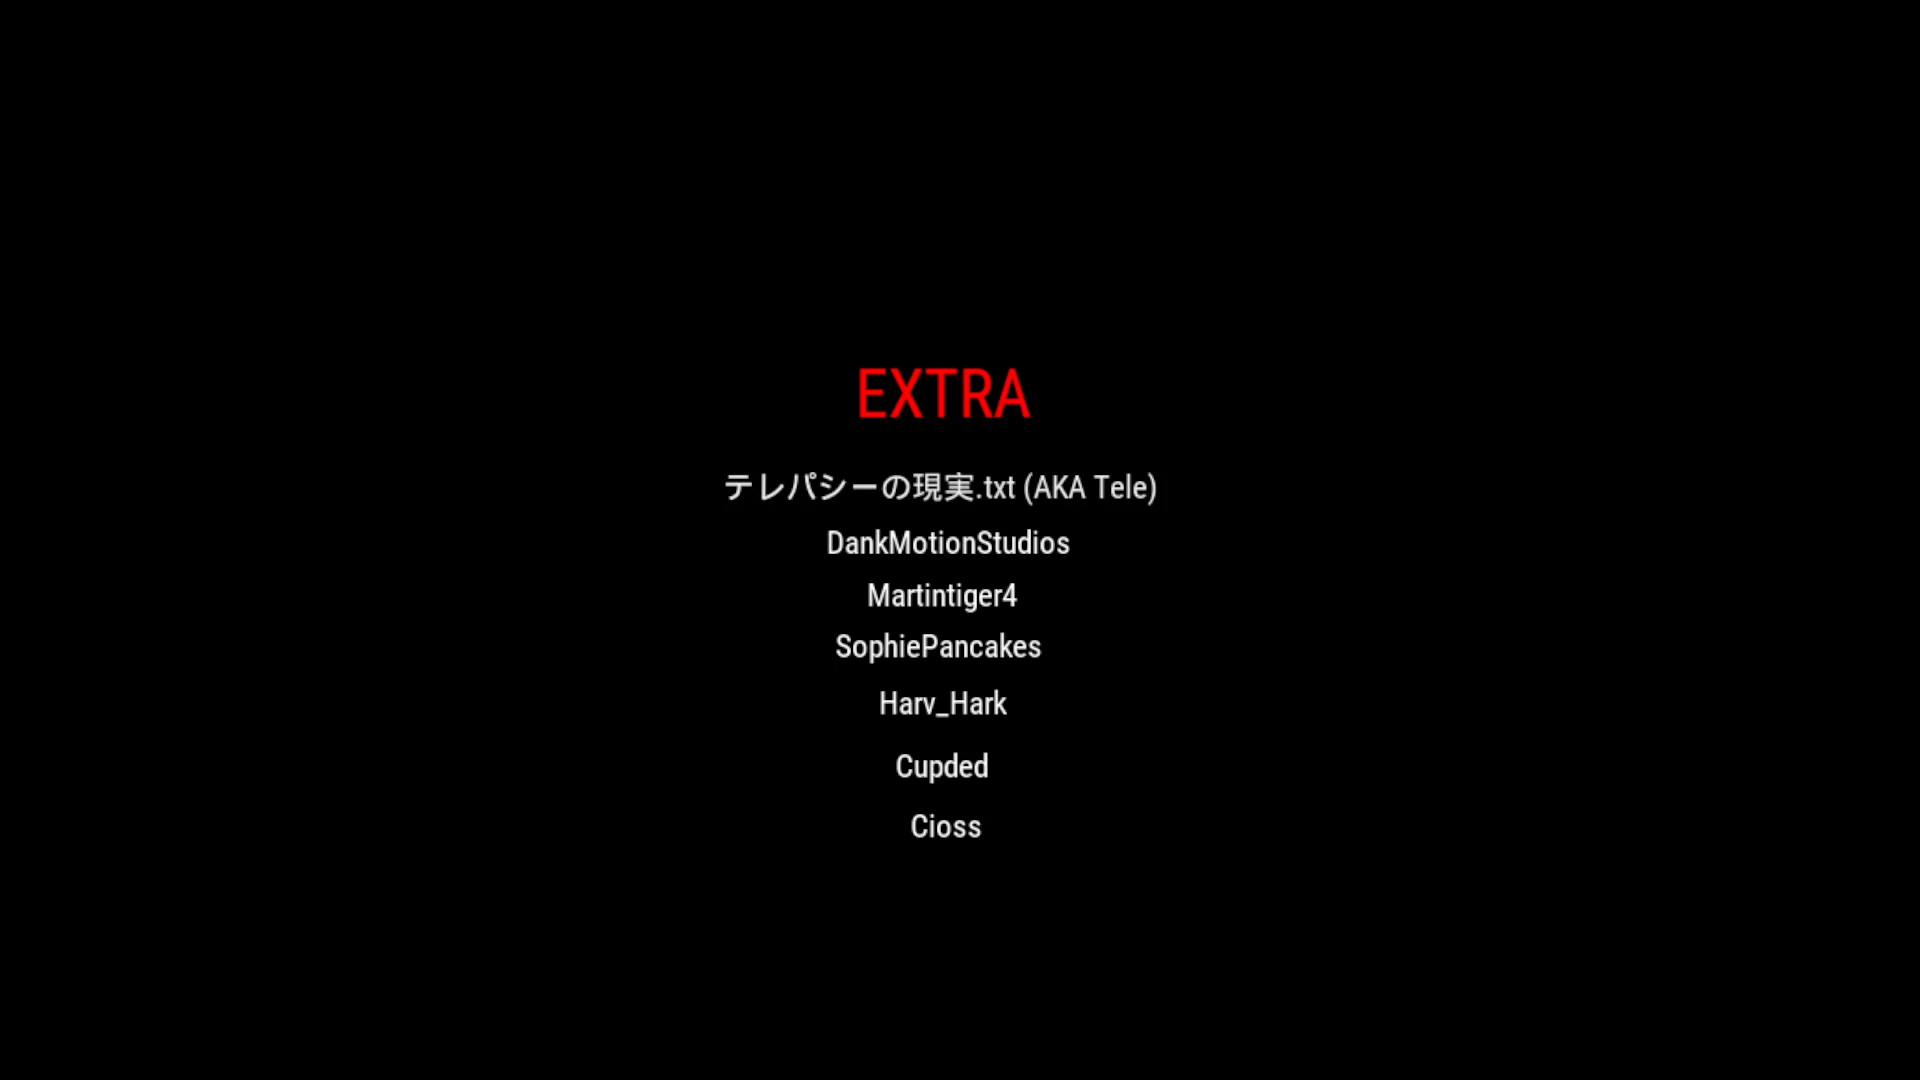 EXTRA
テレパシーの現実.txt (AKA Tele)
DankMotionStudios
Martintiger4
SophiePancakes
Harv_Hark
Cupded
Cioss